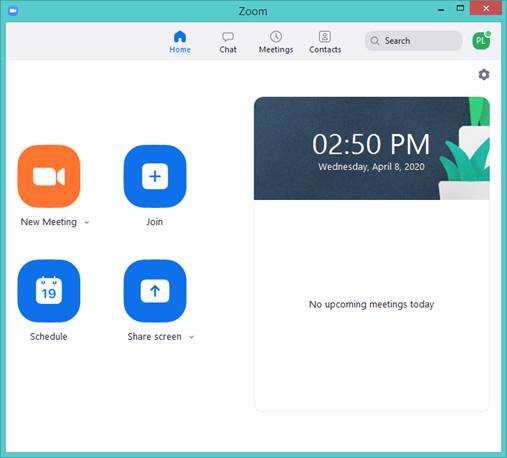 Zoom
Home
Chat
Meetings
Contacts
Search
PL
02:50 PM
Wednesday, April 8, 2020
New Meeting
Join
19
Schedule
Share screen
No upcoming meetings today